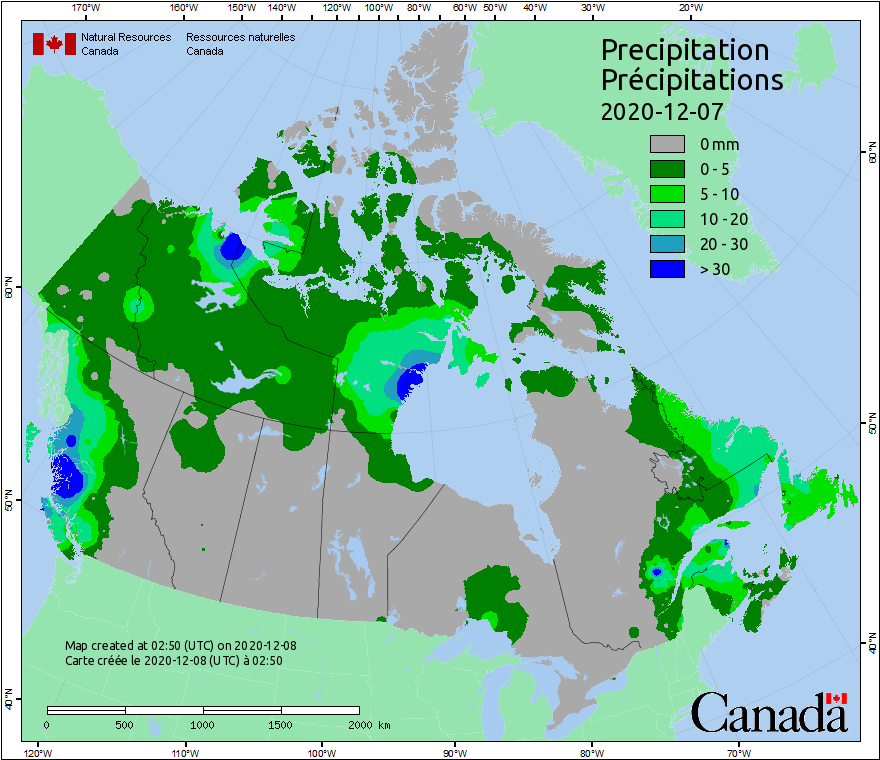 170°W 160°W 150°W 140°W 130°W 120°W 110°W 100°W 90°W 80°W 60°W 50°W 40°W 30°W 20°W
Natural Resources Ressources naturelles
Canada Canada
Precipitation
Précipitations
2020-12-07
0 mm
0 - 5
5 - 10
10 - 20
20 - 30
> 30
60°N
60°N
50°N
50°N
40°N
40°N
Map created at 02:50 (UTC) on 2020-12-08
Carte créée le 2020-12-08 (UTC) à 02:50
0 500 1000 1500 2000 km
Canada
120°W 110°W 100°W 90°W 80°W 70°W